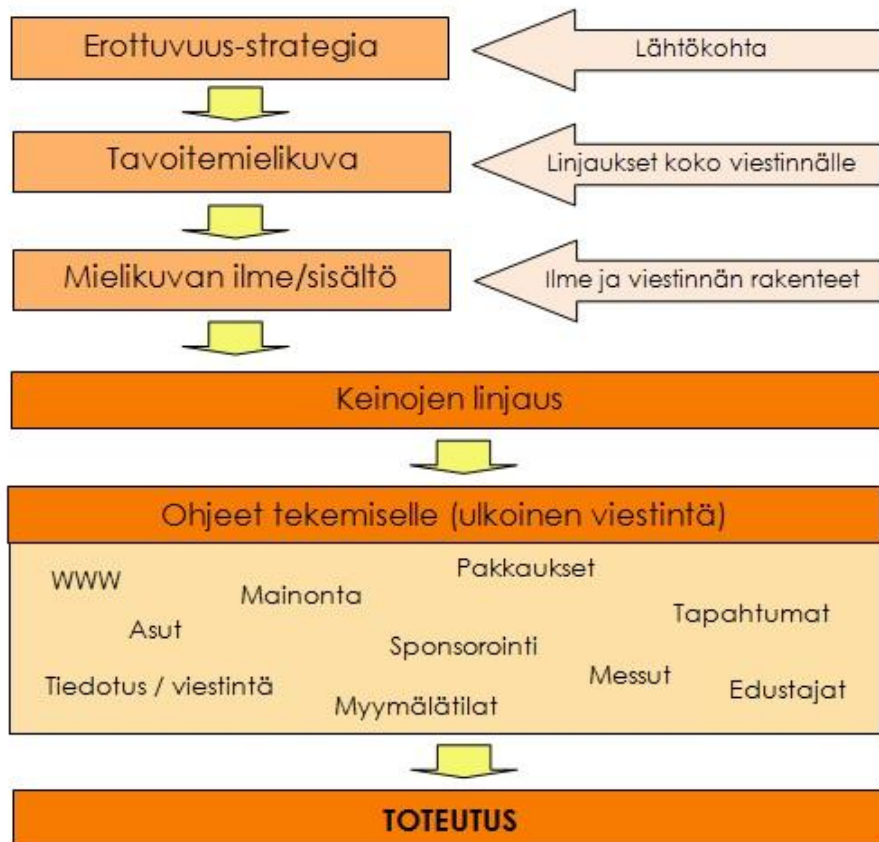 Erottuvuus-strategia
Lähtökohta
Tavoitemielikuva
Linjaukset koko viestinnälle
Mielikuvan ilme/sisältö
Ilme ja viestinnän rakenteet
Keinojen linjaus
Ohjeet tekemiselle (ulkoinen viestintä)
WWW
Mainonta
Pakkaukset
Asut
Sponsorointi
Tapahtumat
Tiedotus / viestintä
Myymälätilat
Messut
Edustajat
TOTEUTUS